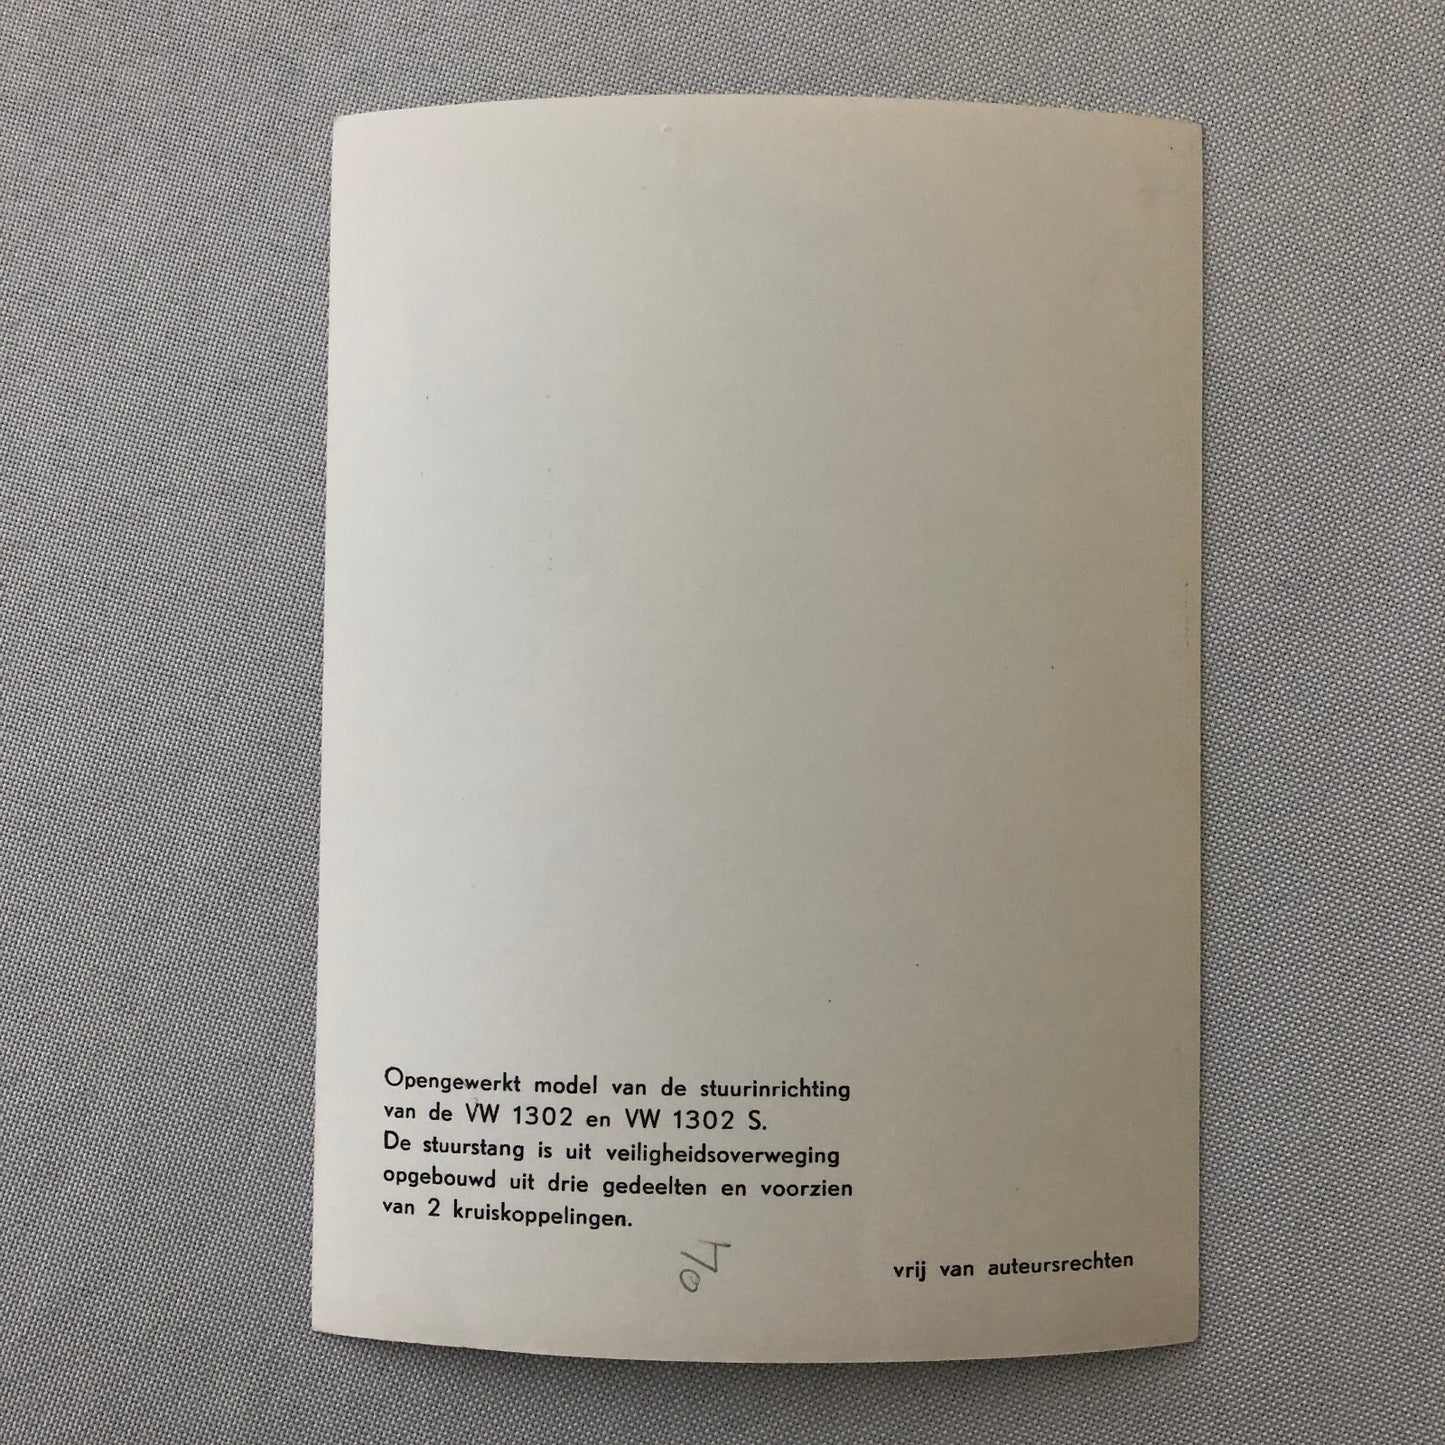 Opengewerkt model van de stuurinrichting
van de VW 1302 en VW 1302 S.
De stuurstang is uit veiligheidsoverweging
opgebouwd uit drie gedeelten en voorzien
van 2 kruiskoppelingen.
70
vrij van auteursrechten